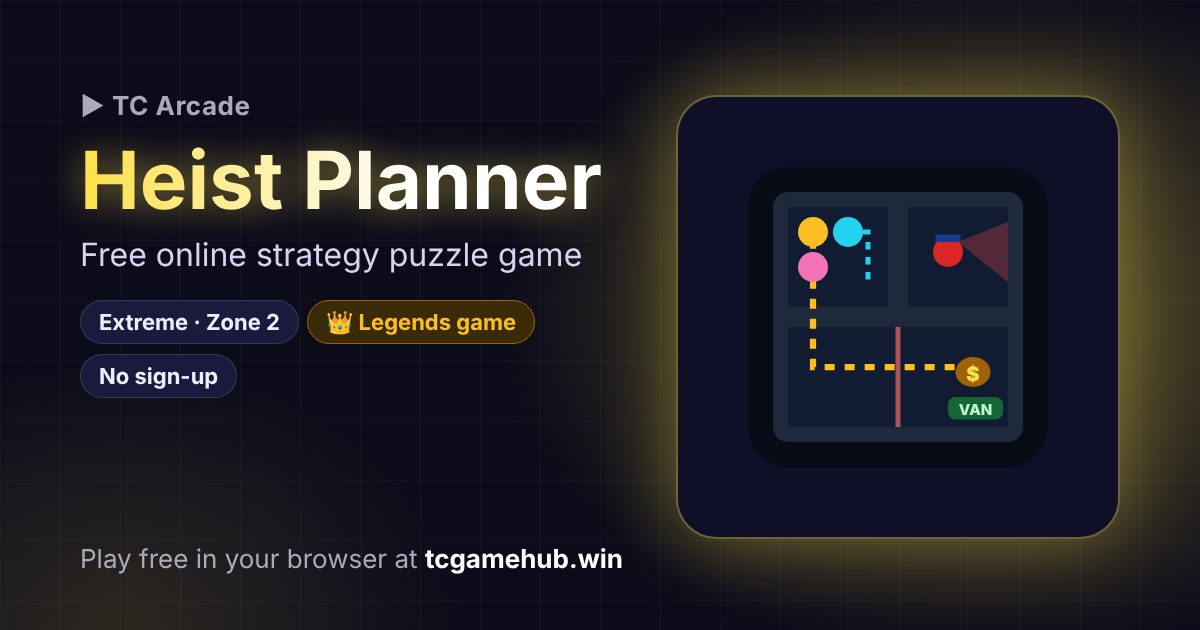 ▶ TC Arcade
Heist Planner
Free online strategy puzzle game
Extreme · Zone 2
👑 Legends game
No sign-up
$
VAN
Play free in your browser at tcgamehub.win